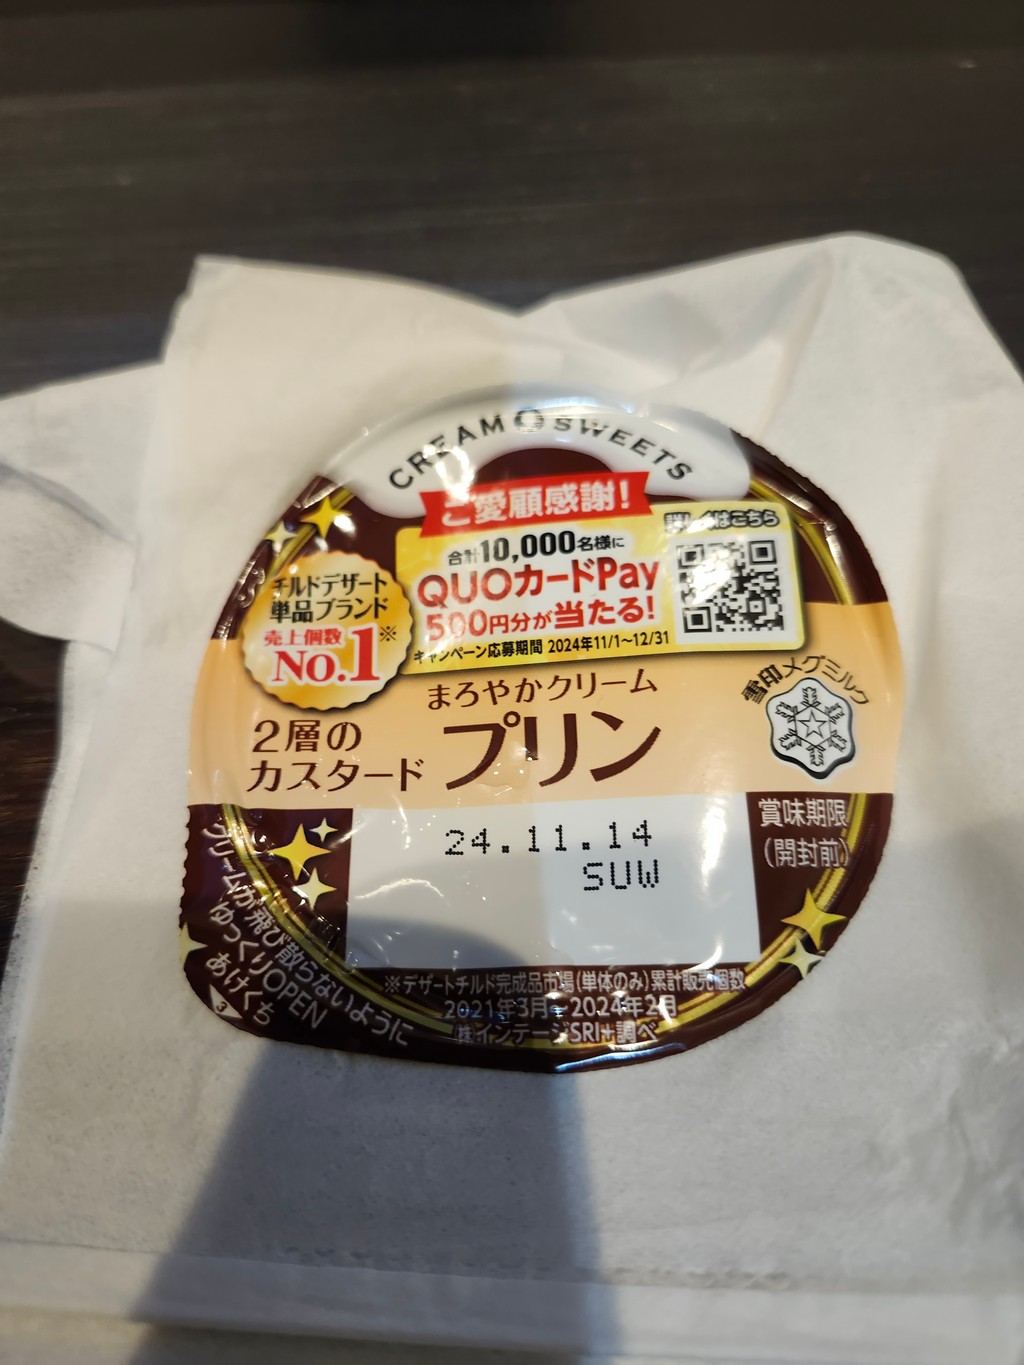 CREAM SWEETS
ご愛顧感謝!
詳しくはこちら
合計10,000名様に
QUOカードPay
500円分が当たる!
キャンペーン応募期間 2024年11/1~12/31
チルドデザート
単品ブランド
売上個数
No.1※
雪印メグミルク
まろやかクリーム
2層の
カスタード
プリン
賞味期限
(開封前)
24.11.14
SUW
クリームが飛び散らないように
ゆっくりOPEN
あけくち
3
※デザートチルド完成品市場(単体のみ)累計販売個数
2021年3月~2024年2月
㈱インテージSRI+調べ